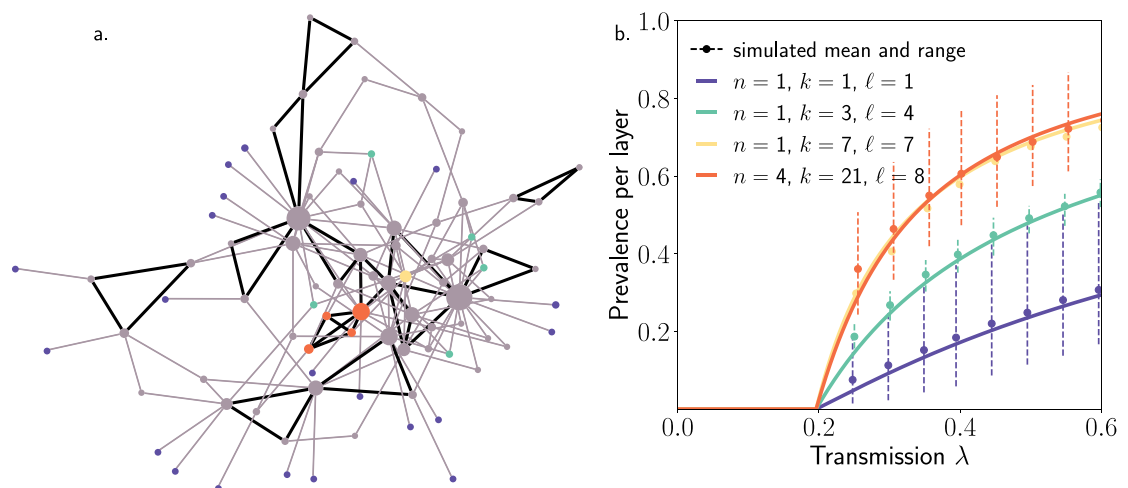 a.
b.
simulated mean and range
n = 1, k = 1, ℓ = 1
n = 1, k = 3, ℓ = 4
n = 1, k = 7, ℓ = 7
n = 4, k = 21, ℓ = 8
Prevalence per layer
1.0
0.8
0.6
0.4
0.2
0.0
0.2
0.4
0.6
Transmission λ